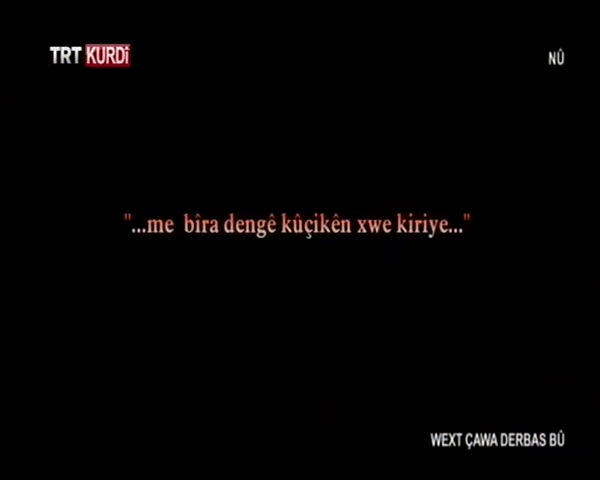 TRT KURDÎ
NÛ
"...me bîra dengê kûçikên xwe kiriye..."
WEXT ÇAWA DERBAS BÛ